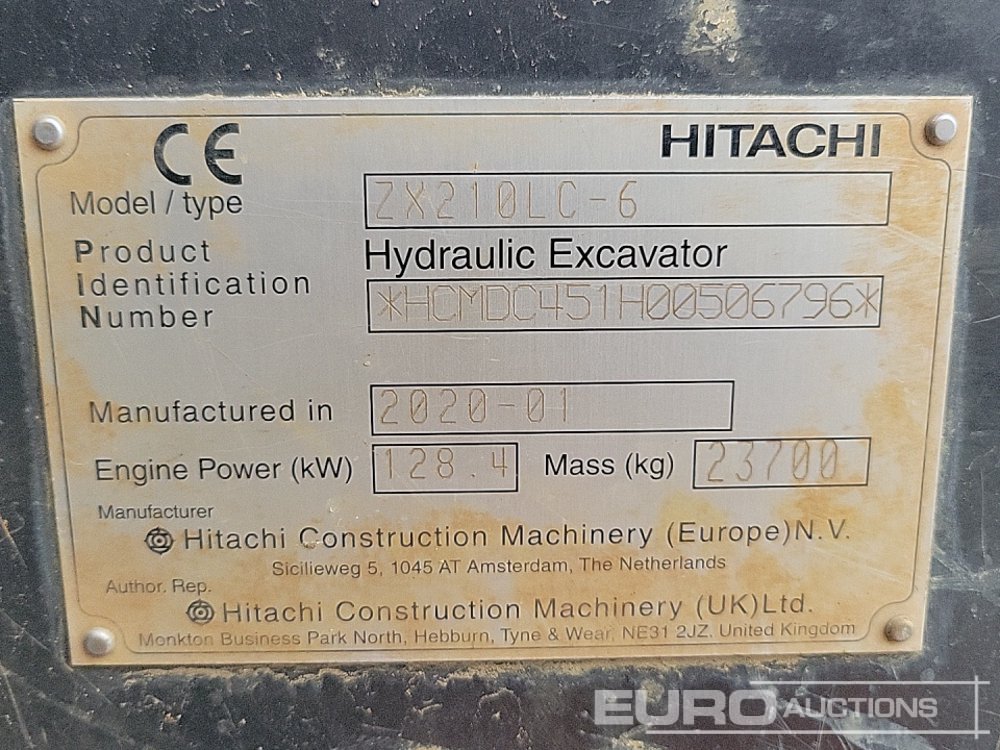 CE HITACHI
Model / type ZX210LC-6
Product Hydraulic Excavator
Identification
Number *HCMDC451H00506796*
Manufactured in 2020-01
Engine Power (kW) 128.4 Mass (kg) 23700
Manufacturer
Hitachi Construction Machinery (Europe) N.V.
Sicilieweg 5, 1045 AT Amsterdam, The Netherlands
Author. Rep.
Hitachi Construction Machinery (UK) Ltd.
Monkton Business Park North, Hebburn, Tyne & Wear, NE31 2JZ, United Kingdom
EURO AUCTIONS